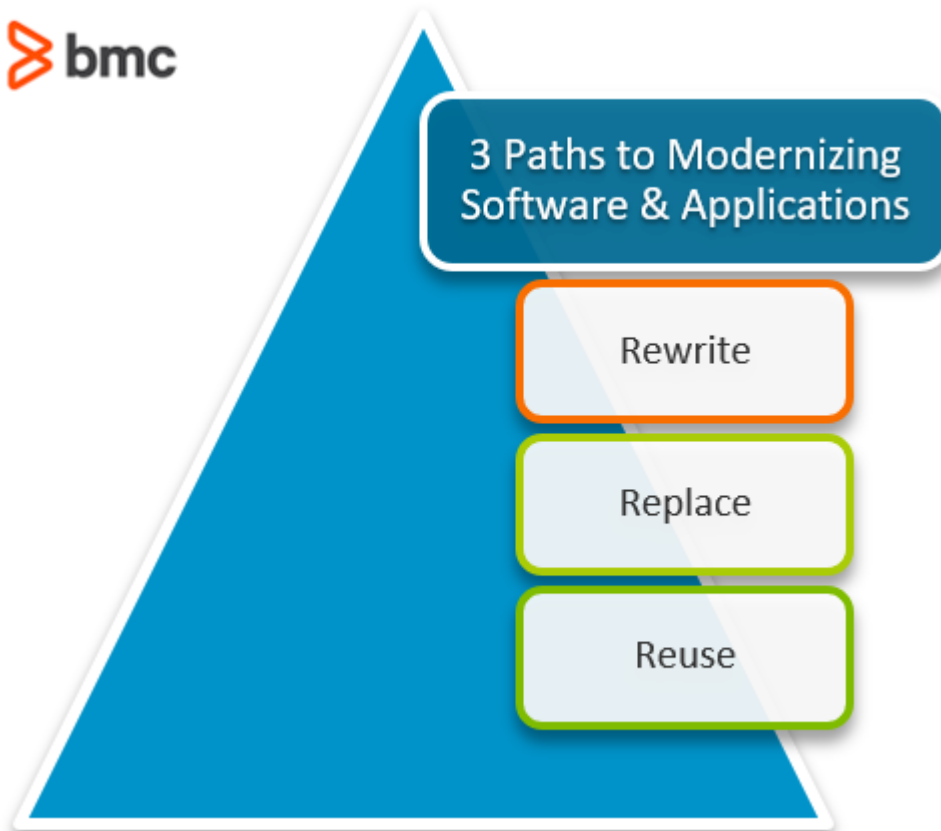 bmc
3 Paths to Modernizing
Software & Applications
Rewrite
Replace
Reuse